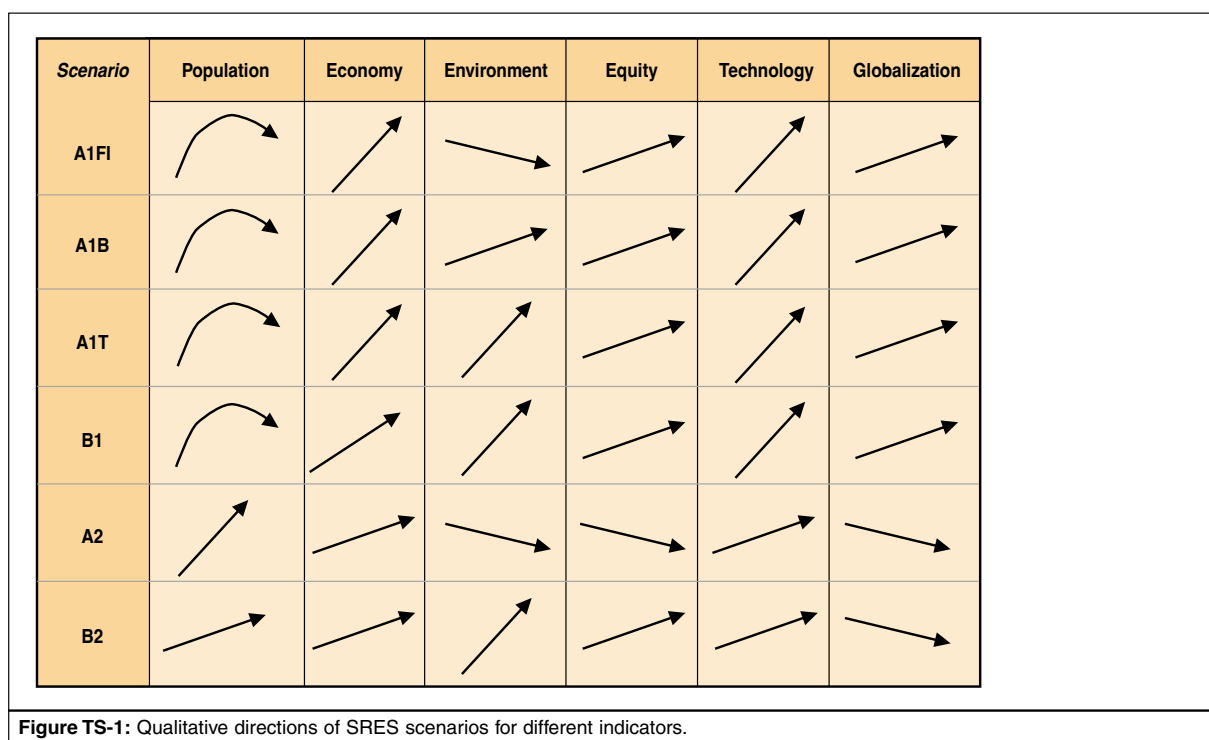 Scenario Population Economy Environment Equity Technology Globalization
A1FI
A1B
A1T
B1
A2
B2
Figure TS-1: Qualitative directions of SRES scenarios for different indicators.